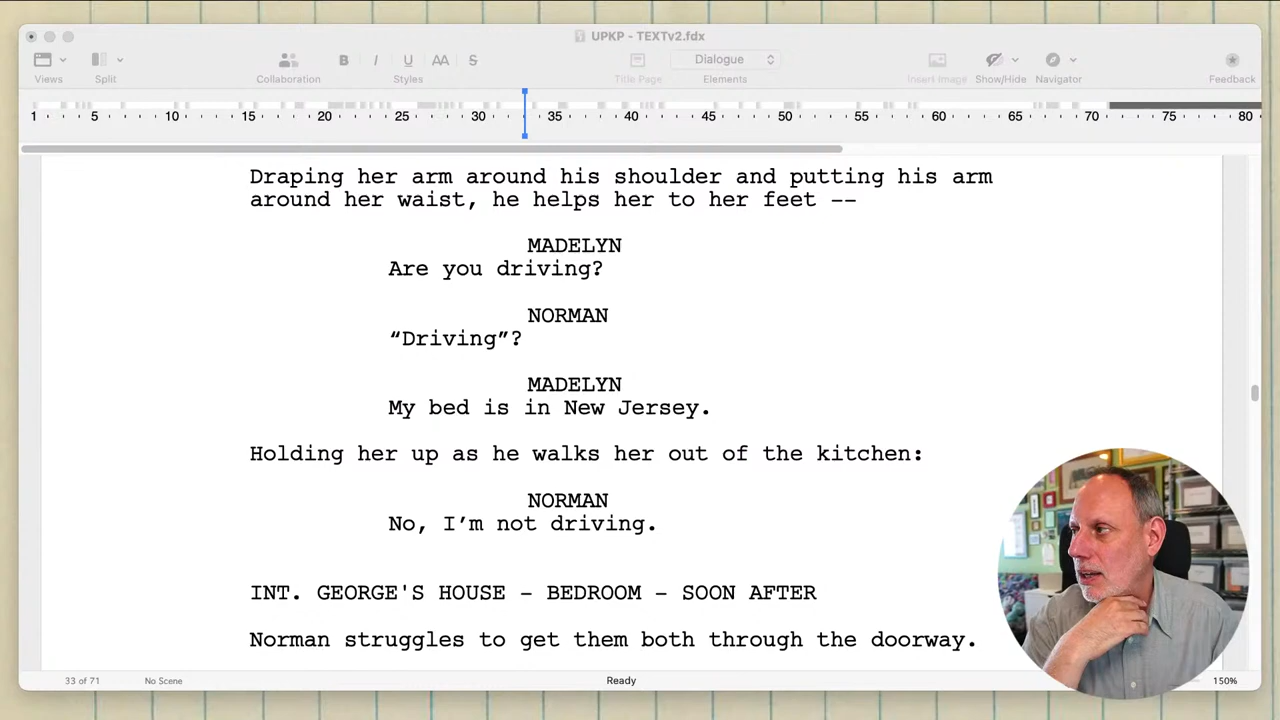 UPKP - TEXTv2.fdx
B I U AA S Dialogue
Views Split Collaboration Styles Title Page Elements Insert Image Show/Hide Navigator Feedback
1 5 10 15 20 25 30 35 40 45 50 55 60 65 70 75 80
Draping her arm around his shoulder and putting his arm
around her waist, he helps her to her feet --
MADELYN
Are you driving?
NORMAN
“Driving”?
MADELYN
My bed is in New Jersey.
Holding her up as he walks her out of the kitchen:
NORMAN
No, I’m not driving.
INT. GEORGE'S HOUSE - BEDROOM - SOON AFTER
Norman struggles to get them both through the doorway.
33 of 71 No Scene Ready 150%